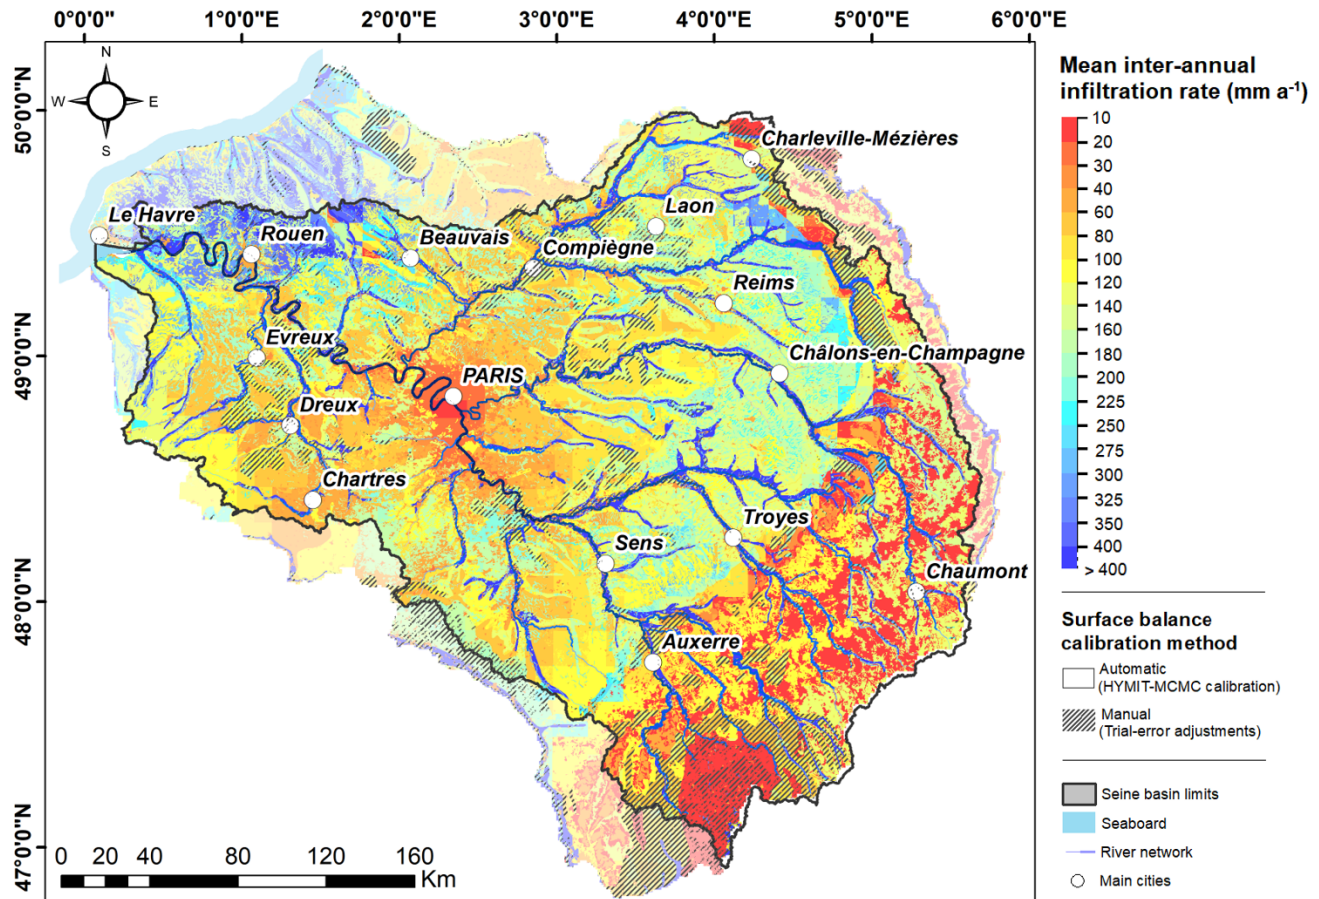 0°0'0"
1°0'0"E
2°0'0"E
3°0'0"E
4°0'0"E
5°0'0"E
6°0'0"E
50°0'0"N
49°0'0"N
48°0'0"N
47°0'0"N
N
W
E
S
Charleville-Mézières
Le Havre
Rouen
Beauvais
Laon
Compiègne
Reims
Evreux
Châlons-en-Champagne
PARIS
Dreux
Chartres
Troyes
Sens
Chaumont
Auxerre
0 20 40 80 120 160
Km
Mean inter-annual
infiltration rate (mm a⁻¹)
10
20
30
40
60
80
100
120
140
160
180
200
225
250
275
300
325
350
400
> 400
Surface balance
calibration method
Automatic
(HYMIT-MCMC calibration)
Manual
(Trial-error adjustments)
Seine basin limits
Seaboard
River network
Main cities